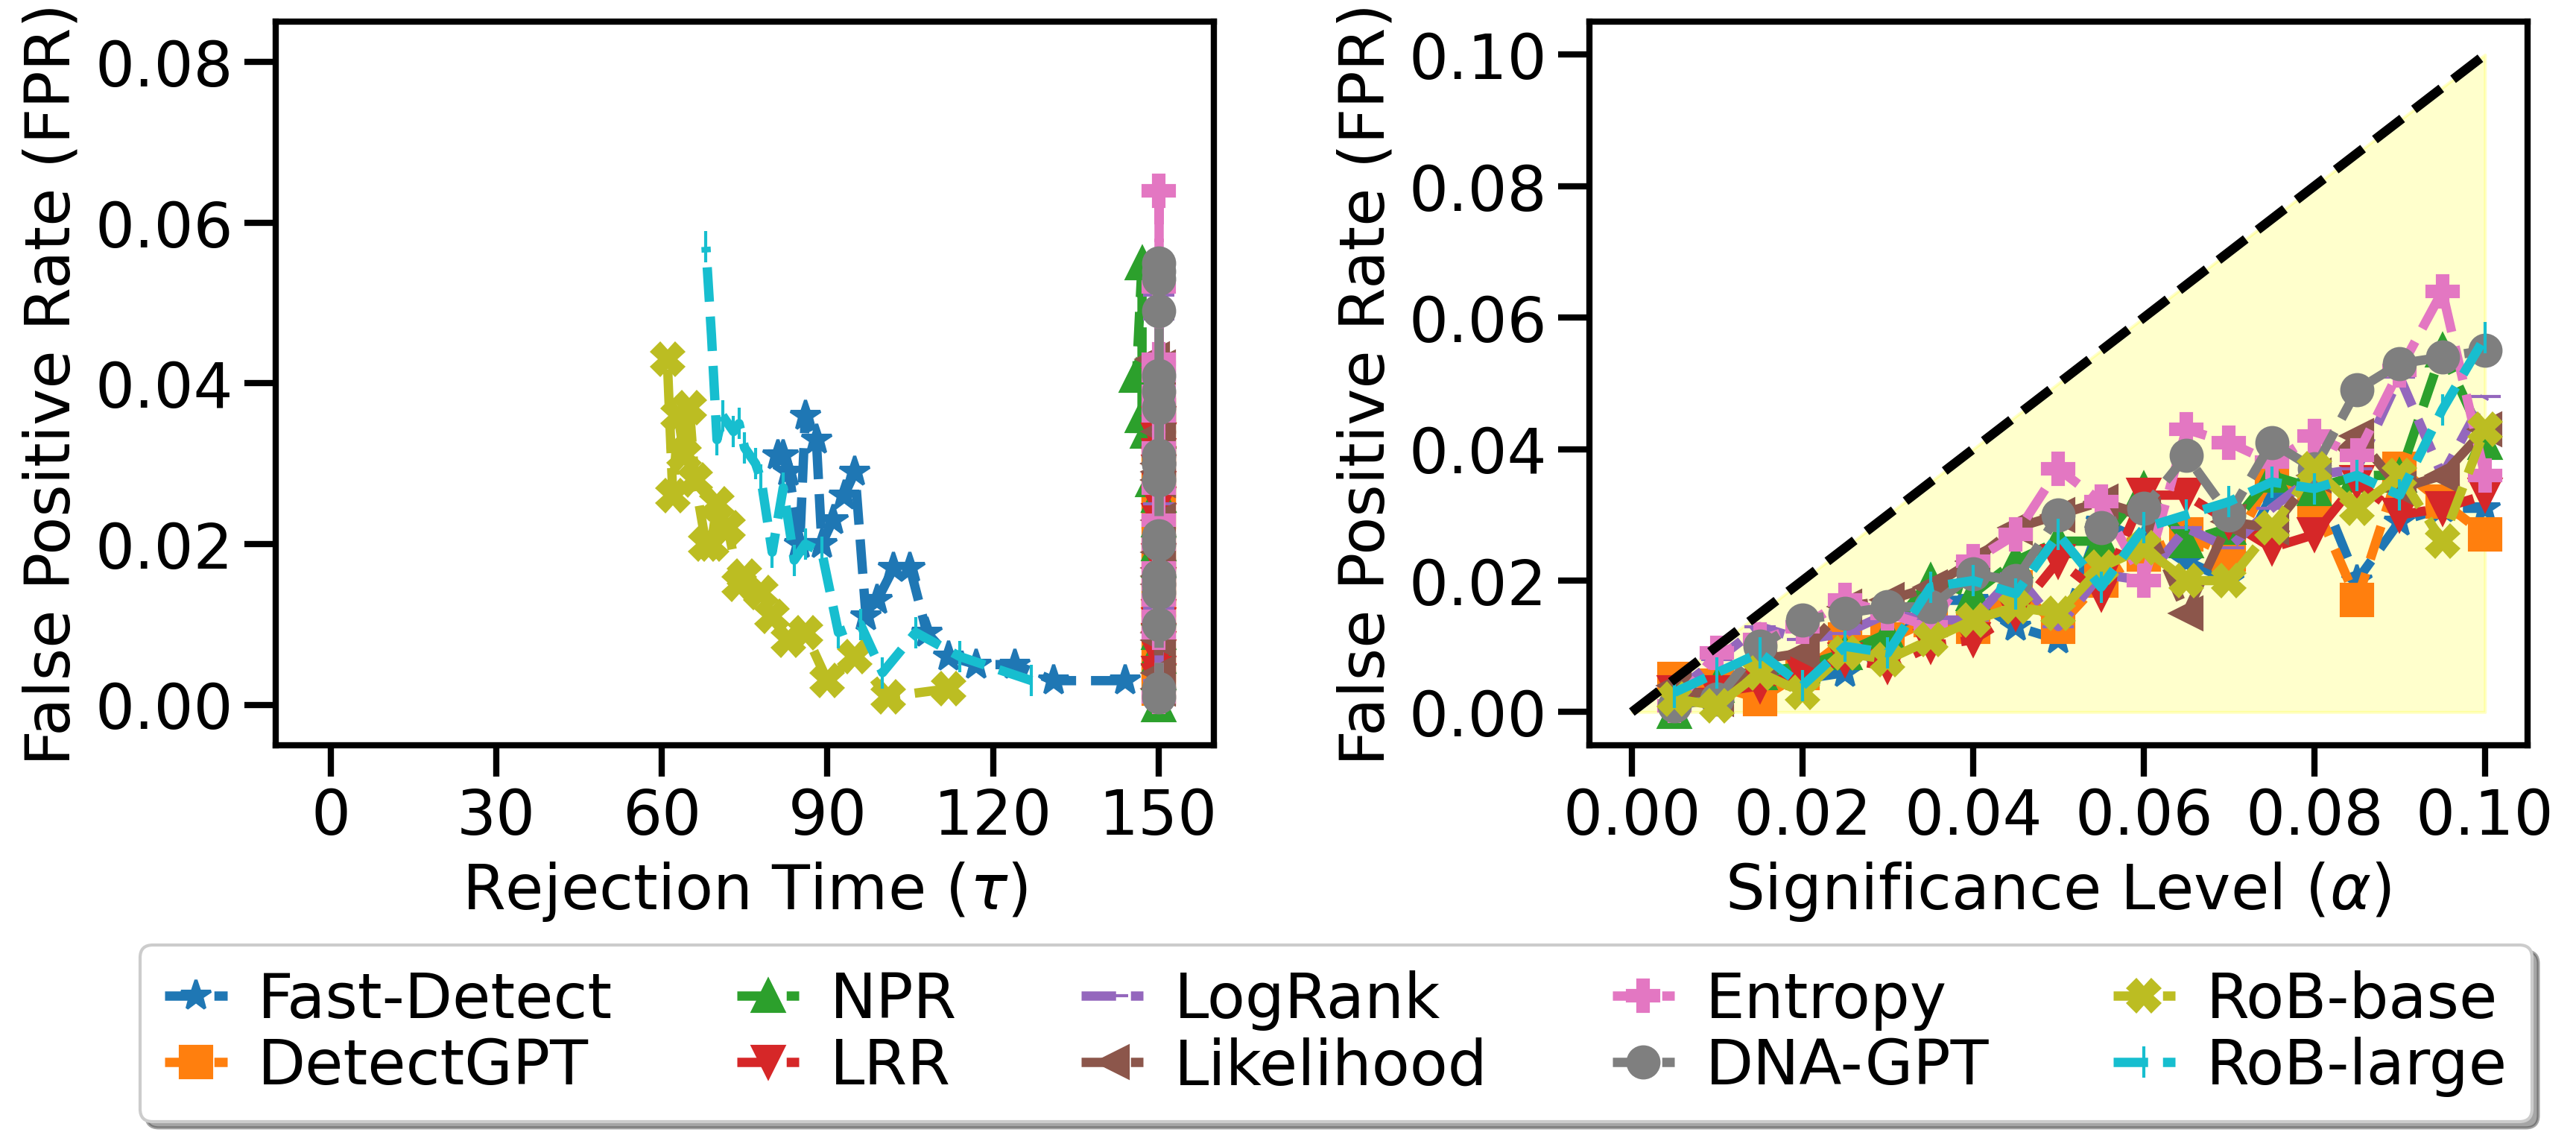 False Positive Rate (FPR)
0.08
0.06
0.04
0.02
0.00
0 30 60 90 120 150
Rejection Time (τ)
False Positive Rate (FPR)
0.10
0.08
0.06
0.04
0.02
0.00
0.00 0.02 0.04 0.06 0.08 0.10
Significance Level (α)
Fast-Detect NPR LogRank Entropy RoB-base
DetectGPT LRR Likelihood DNA-GPT RoB-large